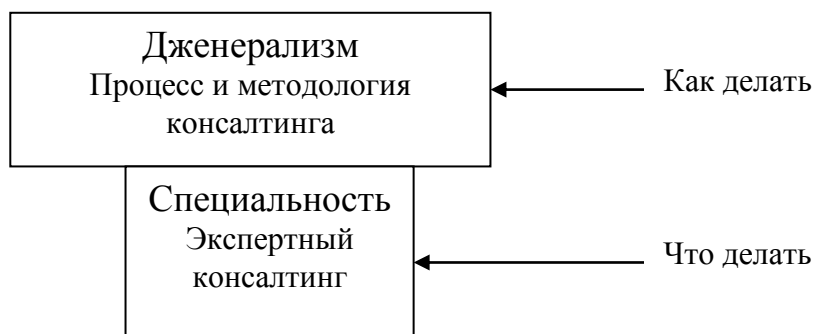 Дженерализм
Процесс и методология
консалтинга
Как делать
Специальность
Экспертный
консалтинг
Что делать